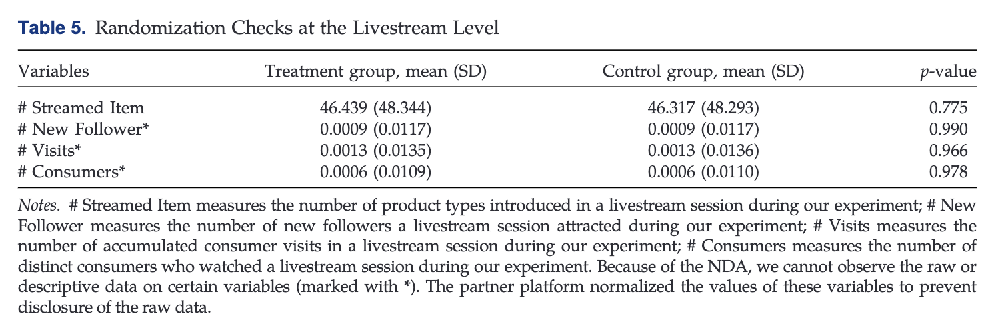 Table 5. Randomization Checks at the Livestream Level
Variables Treatment group, mean (SD) Control group, mean (SD) p-value
# Streamed Item 46.439 (48.344) 46.317 (48.293) 0.775
# New Follower* 0.0009 (0.0117) 0.0009 (0.0117) 0.990
# Visits* 0.0013 (0.0135) 0.0013 (0.0136) 0.966
# Consumers* 0.0006 (0.0109) 0.0006 (0.0110) 0.978
Notes. # Streamed Item measures the number of product types introduced in a livestream session during our experiment; # New
Follower measures the number of new followers a livestream session attracted during our experiment; # Visits measures the
number of accumulated consumer visits in a livestream session during our experiment; # Consumers measures the number of
distinct consumers who watched a livestream session during our experiment. Because of the NDA, we cannot observe the raw or
descriptive data on certain variables (marked with *). The partner platform normalized the values of these variables to prevent
disclosure of the raw data.